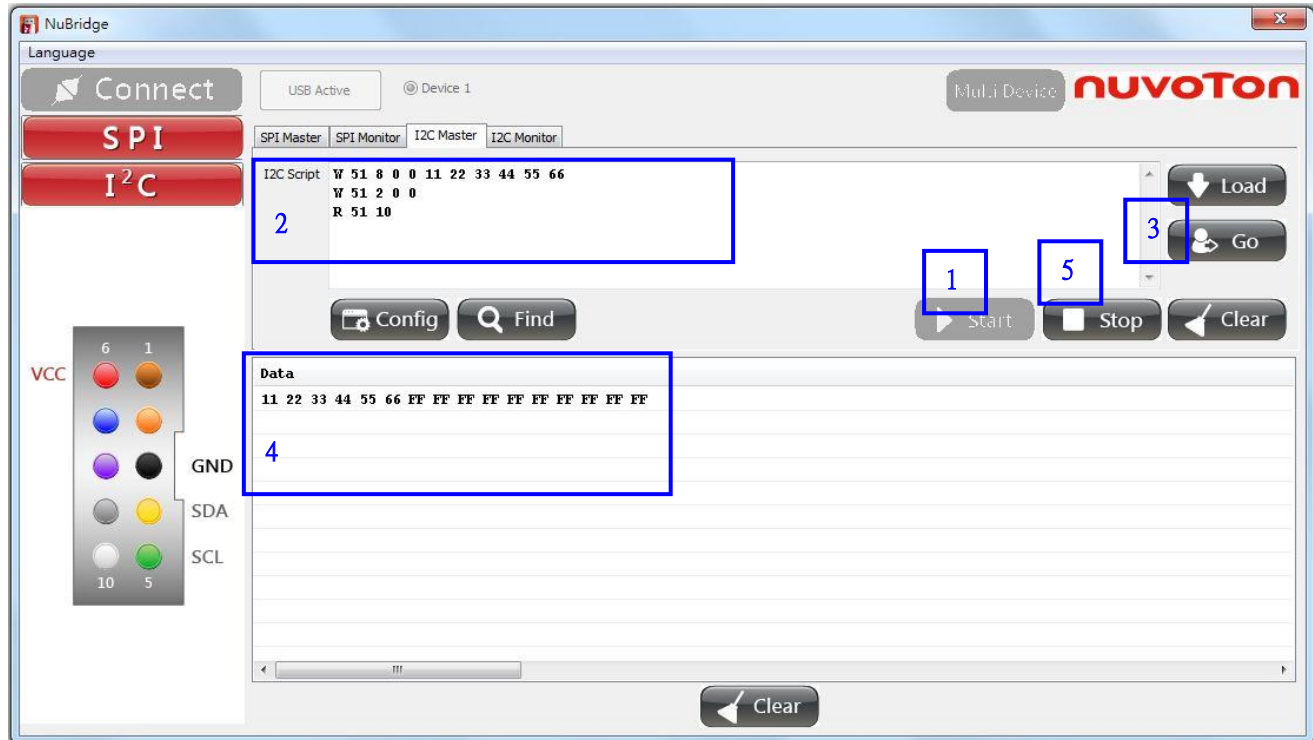 NuBridge
Language
Connect
USB Active
Device 1
Multi Device
nuvoTon
SPI
SPI Master
SPI Monitor
I2C Master
I2C Monitor
I²C
I2C Script
W 51 8 0 0 11 22 33 44 55 66
W 51 2 0 0
R 51 10
2
Load
3
Go
1
5
Config
Find
Start
Stop
Clear
6 1
VCC
GND
SDA
SCL
10 5
Data
11 22 33 44 55 66 FF FF FF FF FF FF FF FF FF FF
4
Clear